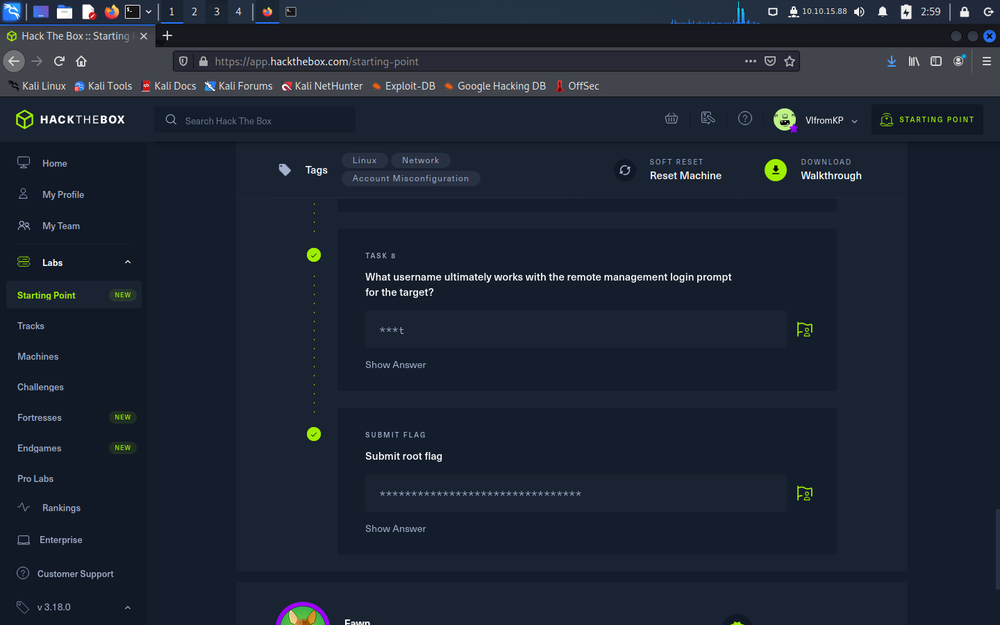 1
2
3
4
10.10.15.88
2:59
Hack The Box :: Starting
https://app.hackthebox.com/starting-point
Kali Linux
Kali Tools
Kali Docs
Kali Forums
Kali NetHunter
Exploit-DB
Google Hacking DB
OffSec
HACKTHEBOX
Search Hack The Box
VIfromKP
STARTING POINT
Home
My Profile
My Team
Labs
Starting Point
NEW
Tracks
Machines
Challenges
Fortresses
NEW
Endgames
NEW
Pro Labs
Rankings
Enterprise
Customer Support
v 3.18.0
Tags
Linux
Network
Account Misconfiguration
SOFT RESET
Reset Machine
DOWNLOAD
Walkthrough
TASK 8
What username ultimately works with the remote management login prompt
for the target?
***t
Show Answer
SUBMIT FLAG
Submit root flag
********************************
Show Answer
Fawn